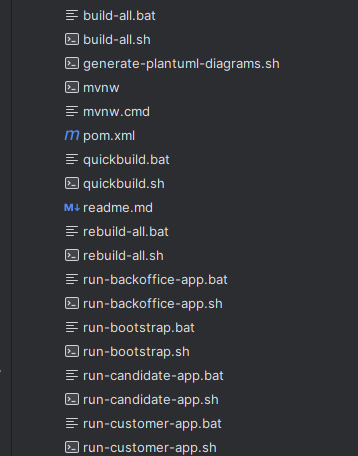 build-all.bat
build-all.sh
generate-plantuml-diagrams.sh
mvnw
mvnw.cmd
m pom.xml
quickbuild.bat
quickbuild.sh
M↓ readme.md
rebuild-all.bat
rebuild-all.sh
run-backoffice-app.bat
run-backoffice-app.sh
run-bootstrap.bat
run-bootstrap.sh
run-candidate-app.bat
run-candidate-app.sh
run-customer-app.bat
run-customer-app.sh